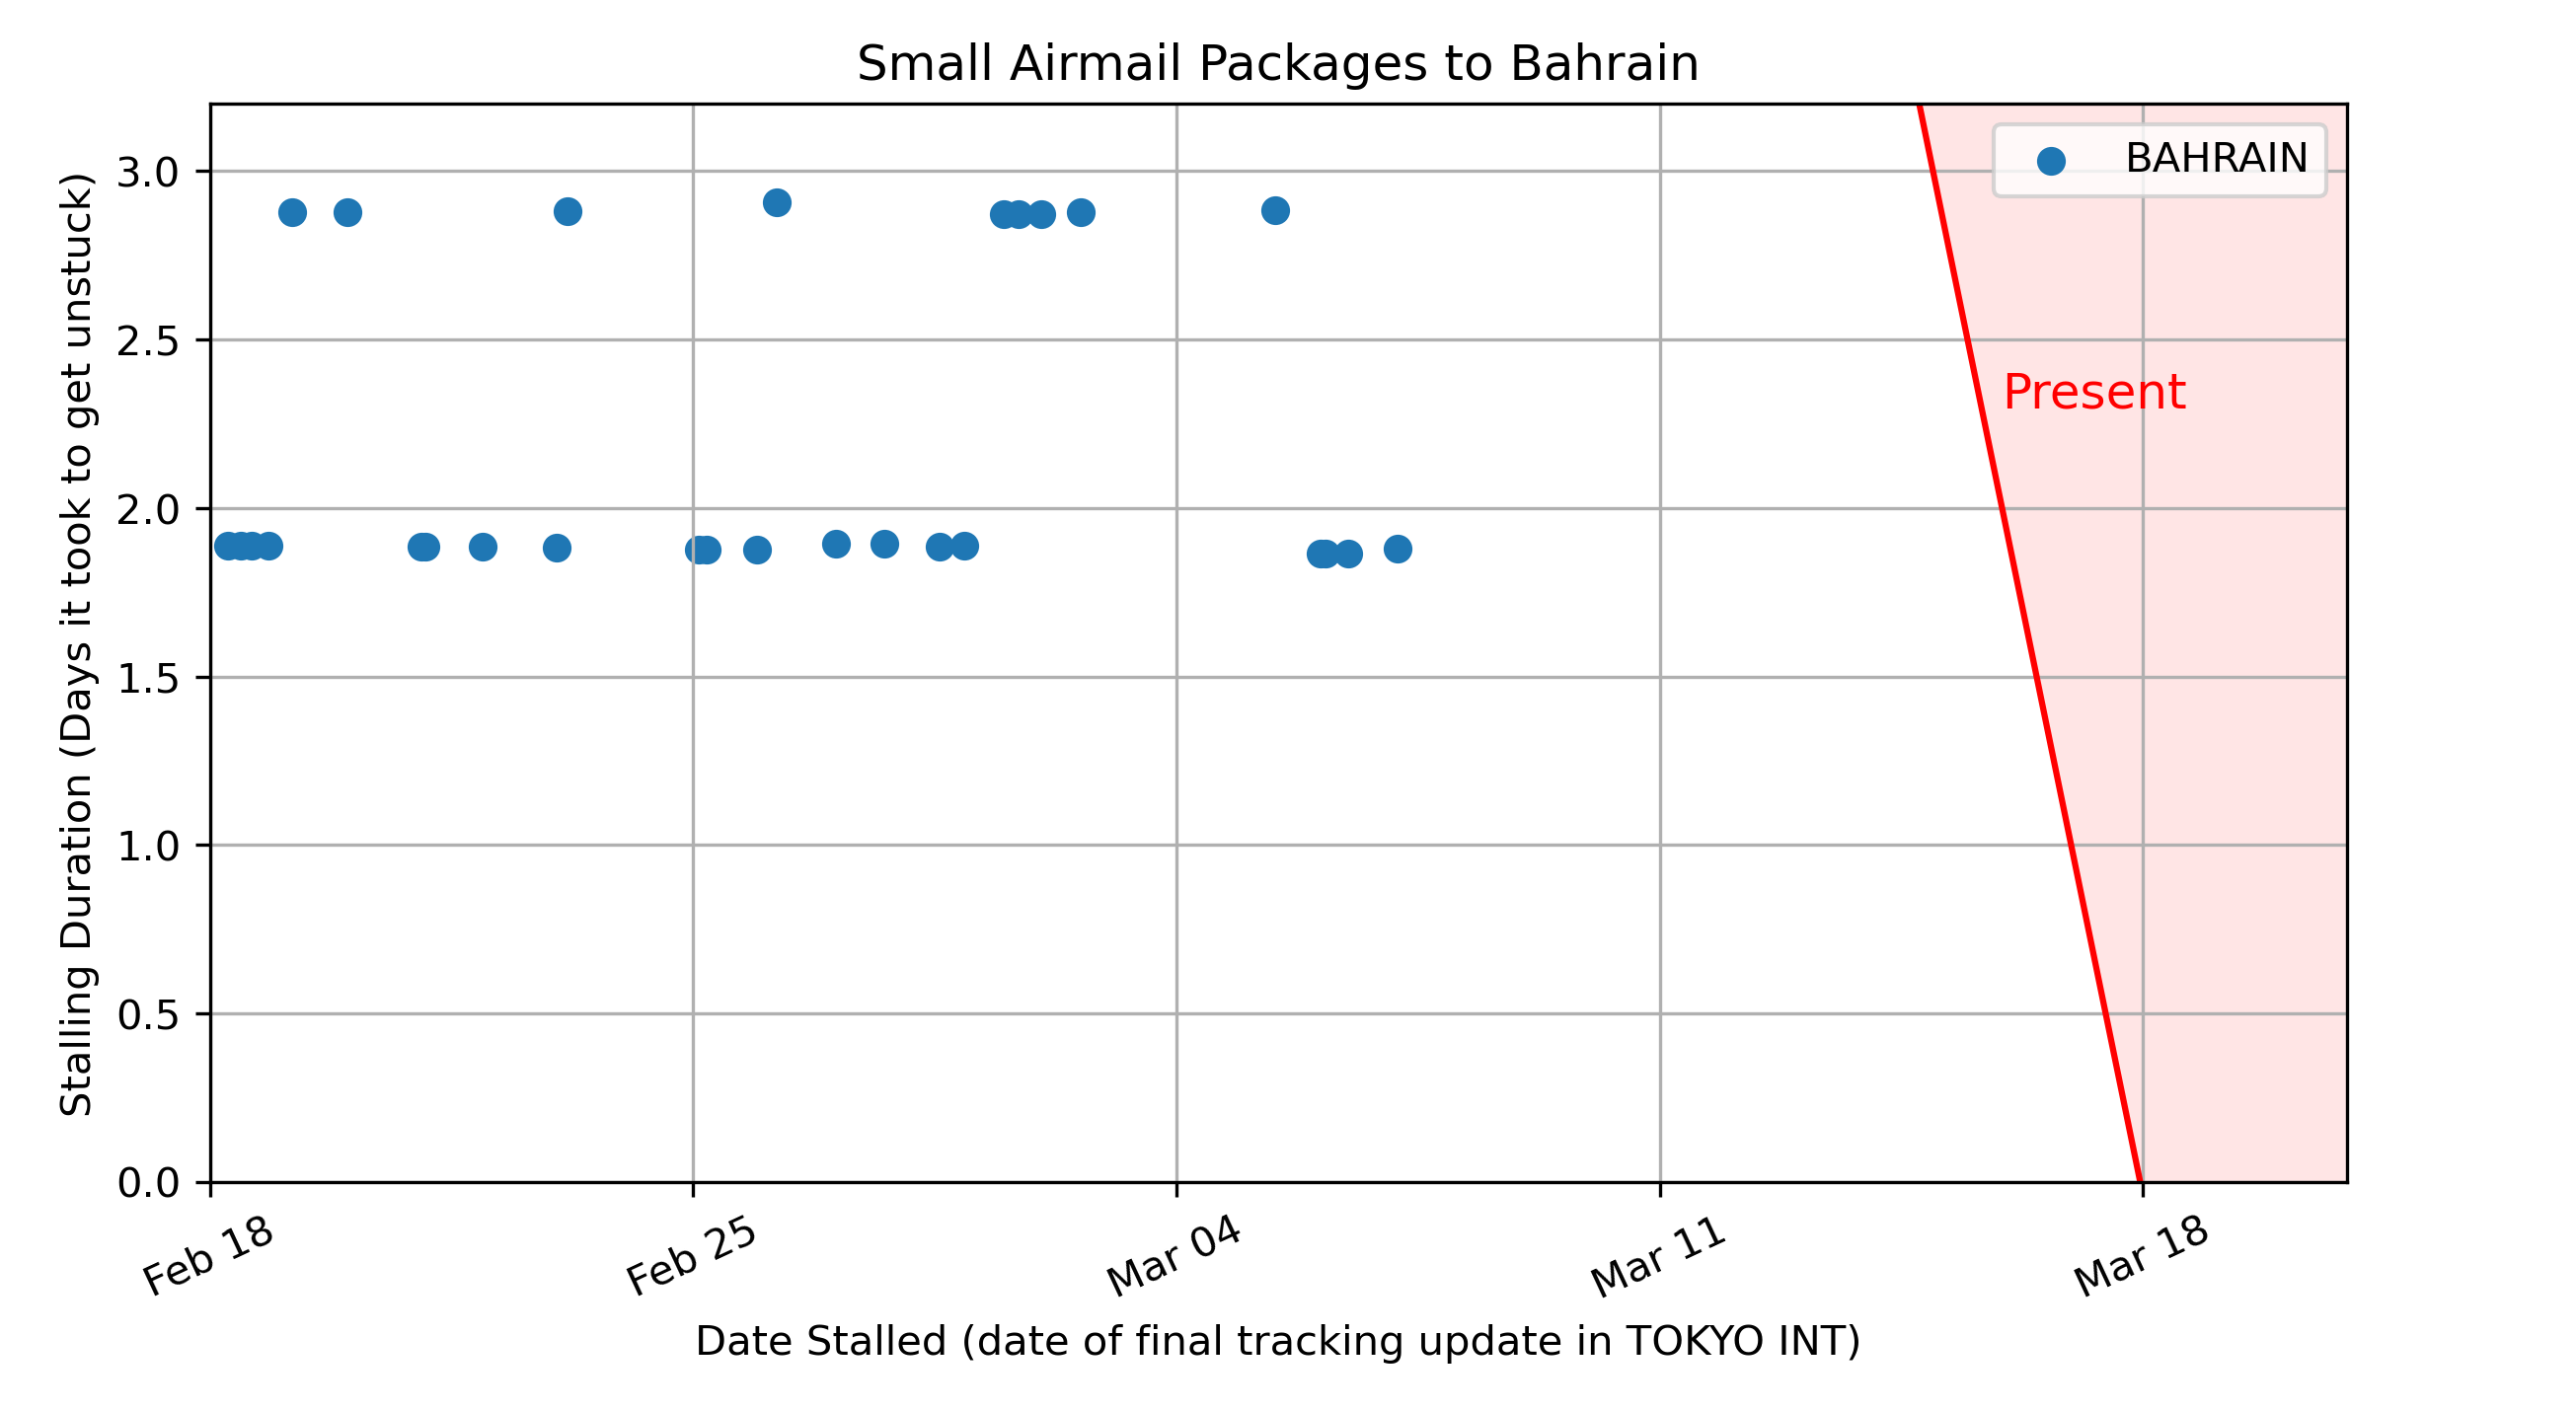 Small Airmail Packages to Bahrain
BAHRAIN
Present
Stalling Duration (Days it took to get unstuck)
3.0
2.5
2.0
1.5
1.0
0.5
0.0
Feb 18
Feb 25
Mar 04
Mar 11
Mar 18
Date Stalled (date of final tracking update in TOKYO INT)